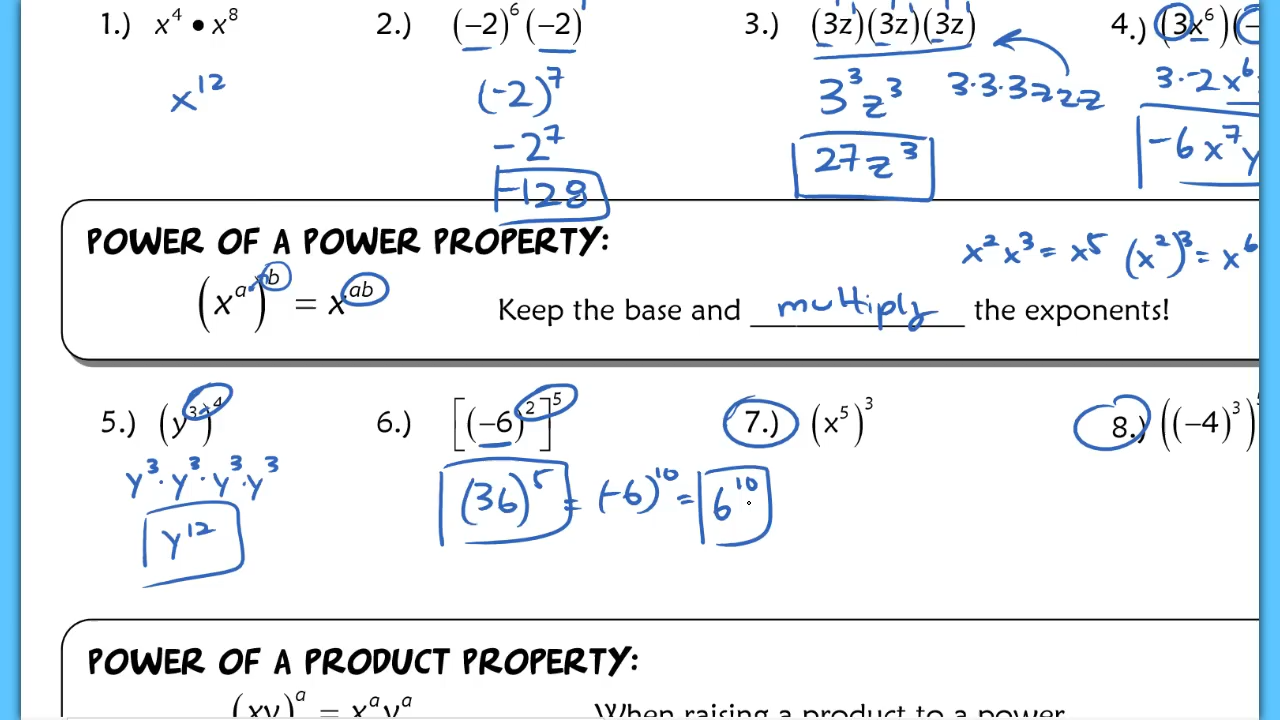 1.) x⁴ • x⁸ 2.) (−2)⁶(−2)¹ 3.) (3z)¹(3z)¹(3z)¹ 4.) (3x⁶)(−
x¹² (-2)⁷ 3³z³ 3·3·3zzz 3·-2x⁶
-2⁷ 27z³ -6x⁷y
-128
POWER OF A POWER PROPERTY:
x²x³ = x⁵ (x²)³ = x⁶
(xᵃ)ᵇ = xᵃᵇ Keep the base and multiply the exponents!
5.) (y³)⁴ 6.) [(−6)²]⁵ 7.) (x⁵)³ 8.) ((−4)³)
y³·y³·y³·y³ (36)⁵ = (-6)¹⁰ = 6¹⁰
y¹²
POWER OF A PRODUCT PROPERTY:
(xy)ᵃ = xᵃyᵃ When raising a product to a power